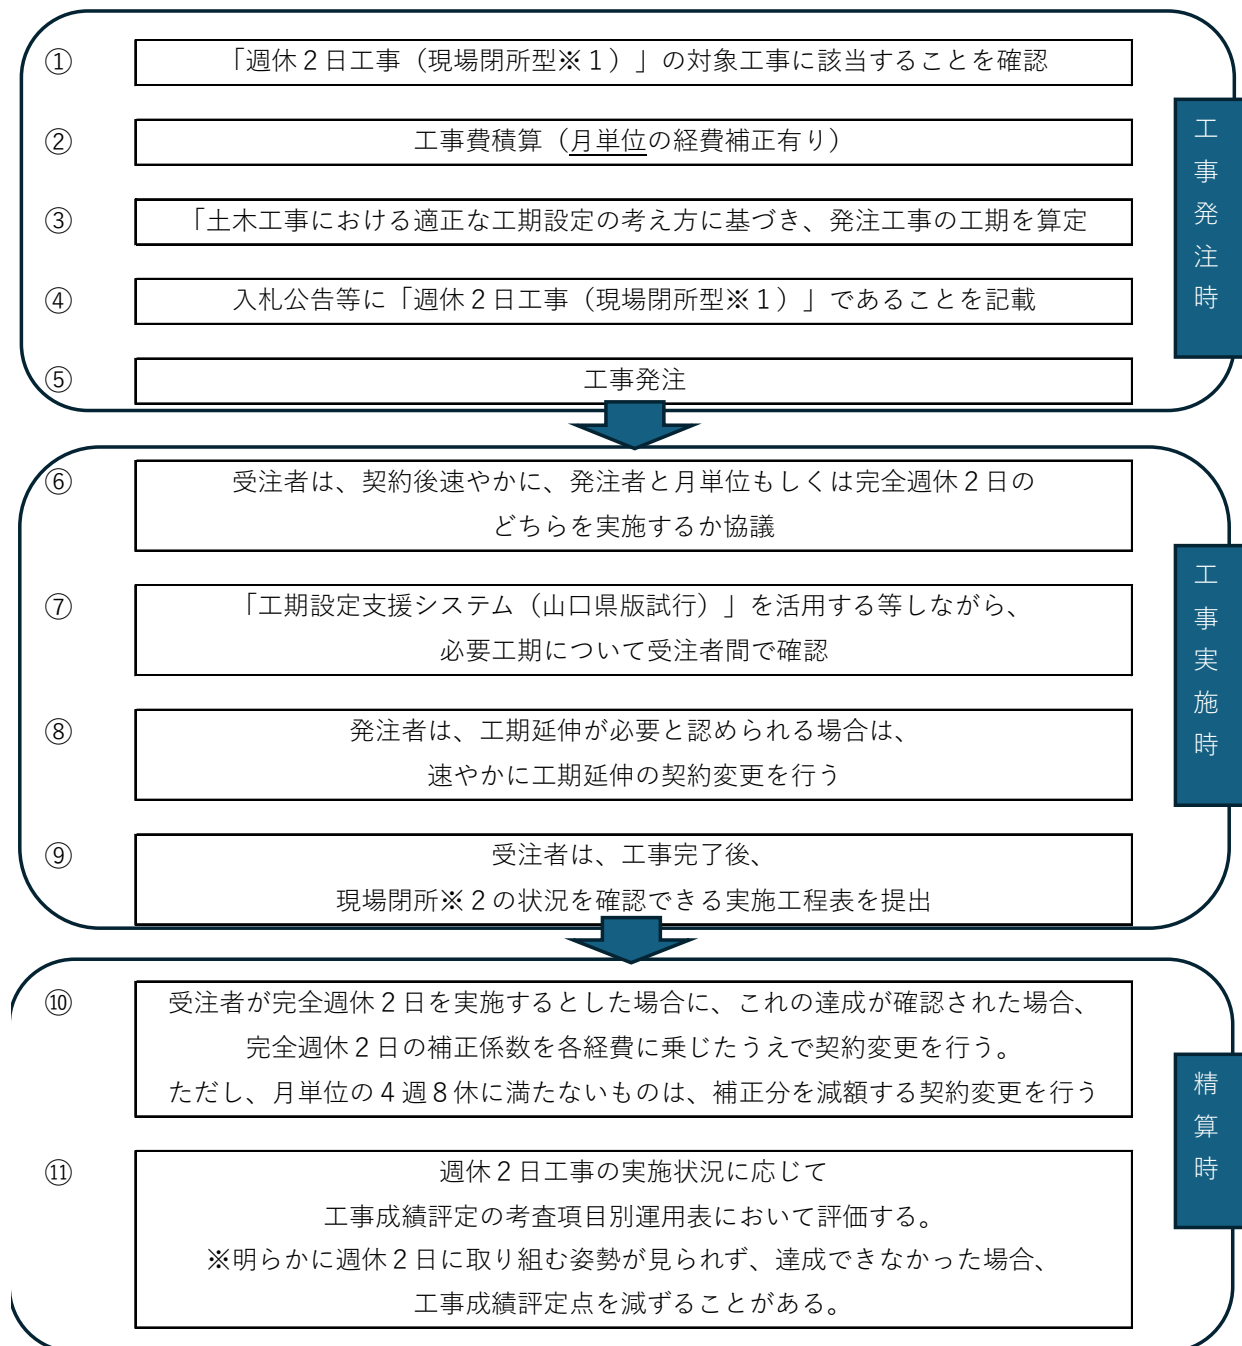 ① 「週休２日工事（現場閉所型※１）」の対象工事に該当することを確認
② 工事費積算（月単位の経費補正有り）
③ 「土木工事における適正な工期設定の考え方に基づき、発注工事の工期を算定
④ 入札公告等に「週休２日工事（現場閉所型※１）」であることを記載
⑤ 工事発注
工事発注時
⑥ 受注者は、契約後速やかに、発注者と月単位もしくは完全週休２日の
どちらを実施するか協議
⑦ 「工期設定支援システム（山口県版試行）」を活用する等しながら、
必要工期について受注者間で確認
⑧ 発注者は、工期延伸が必要と認められる場合は、
速やかに工期延伸の契約変更を行う
⑨ 受注者は、工事完了後、
現場閉所※２の状況を確認できる実施工程表を提出
工事実施時
⑩ 受注者が完全週休２日を実施するとした場合に、これの達成が確認された場合、
完全週休２日の補正係数を各経費に乗じたうえで契約変更を行う。
ただし、月単位の４週８休に満たないものは、補正分を減額する契約変更を行う
⑪ 週休２日工事の実施状況に応じて
工事成績評定の考査項目別運用表において評価する。
※明らかに週休２日に取り組む姿勢が見られず、達成できなかった場合、
工事成績評定点を減ずることがある。
精算時